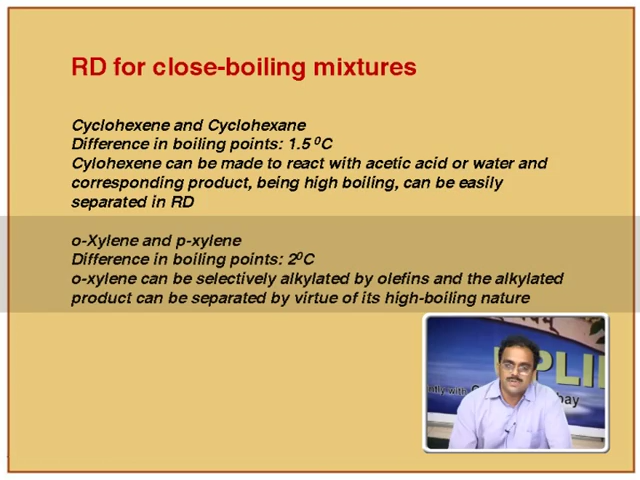 RD for close-boiling mixtures
Cyclohexene and Cyclohexane
Difference in boiling points: 1.5 ⁰C
Cylohexene can be made to react with acetic acid or water and
corresponding product, being high boiling, can be easily
separated in RD
o-Xylene and p-xylene
Difference in boiling points: 2⁰C
o-xylene can be selectively alkylated by olefins and the alkylated
product can be separated by virtue of its high-boiling nature